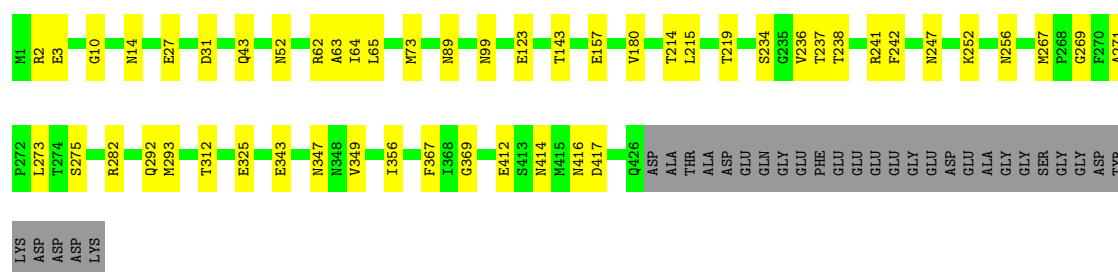 M1 R2 E3 G10 N14 E27 D31 Q43 N52 R62 A63 I64 L65 M73 N89 N99 E123 T143 E157 V180 T214 L215 T219 S234 G235 V236 T237 T238 R241 F242 N247 K252 N256 M267 P268 G269 F270 A271
P272 L273 T274 S275 R282 Q292 M293 T312 E325 E343 N347 N348 V349 I356 F367 I368 G369 E412 S413 N414 M415 N416 D417 Q426 ASP ALA THR ALA ASP GLU GLN GLY GLU GLU PHE GLU GLU GLU GLU GLY GLU ASP GLU ALA GLY GLY SER GLY GLY ASP TYR
LYS ASP ASP ASP LYS